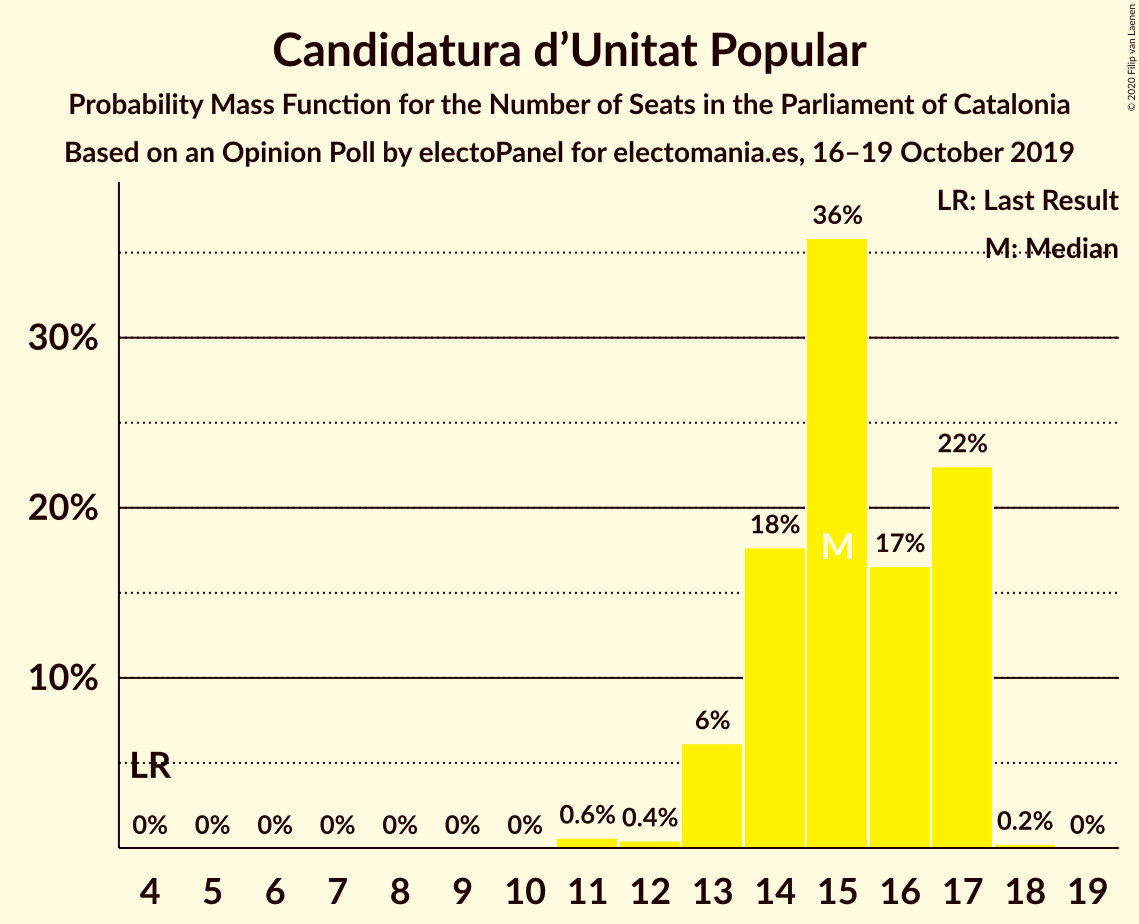 Candidatura d’Unitat Popular
Probability Mass Function for the Number of Seats in the Parliament of Catalonia
Based on an Opinion Poll by electoPanel for electomania.es, 16–19 October 2019
© 2020 Filip van Laenen
LR: Last Result
M: Median
30%
20%
10%
36%
22%
18%
17%
M
6%
LR
0% 0% 0% 0% 0% 0% 0% 0.6% 0.4% 0.2% 0%
4 5 6 7 8 9 10 11 12 13 14 15 16 17 18 19